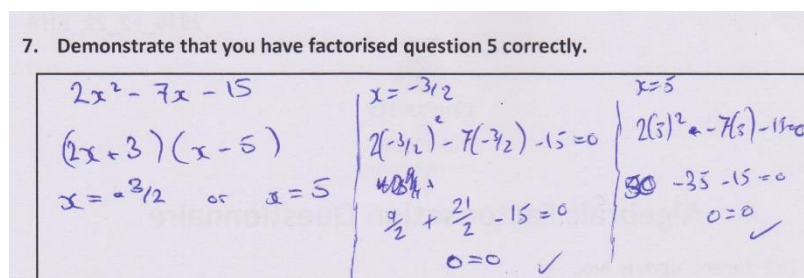 7. Demonstrate that you have factorised question 5 correctly.
2x² - 7x - 15
(2x + 3)(x - 5)
x = -3/2 or x = 5
x = -3/2
2(-3/2)² - 7(-3/2) - 15 = 0
9/2 + 21/2 - 15 = 0
0 = 0 ✓
x = 5
2(5)² - 7(5) - 15 = 0
50 - 35 - 15 = 0
0 = 0 ✓